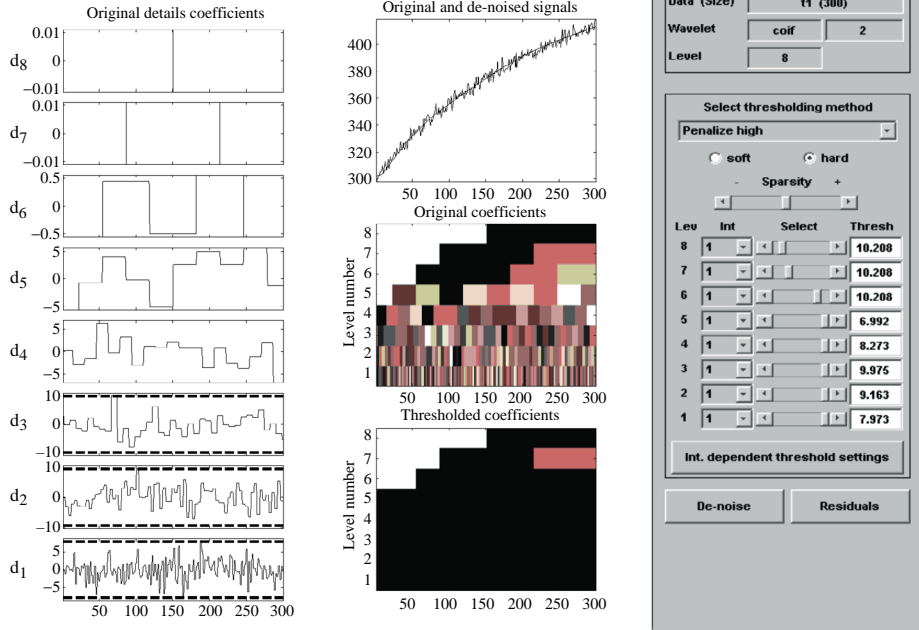 Original details coefficients
d8
0.01
0
−0.01
d7
0.01
0
−0.01
d6
0.5
0
−0.5
d5
5
0
−5
d4
5
0
−5
d3
10
0
−10
d2
10
0
−10
d1
5
0
−5
50 100 150 200 250 300
Original and de-noised signals
400
380
360
340
320
300
50 100 150 200 250 300
Original coefficients
Level number
8
7
6
5
4
3
2
1
50 100 150 200 250 300
Thresholded coefficients
Level number
8
7
6
5
4
3
2
1
50 100 150 200 250 300
Data (Size) t1 (300)
Wavelet coif 2
Level 8
Select thresholding method
Penalize high
soft hard
- Sparsity +
Lev Int Select Thresh
8 1 10.208
7 1 10.208
6 1 10.208
5 1 6.992
4 1 8.273
3 1 9.975
2 1 9.163
1 1 7.973
Int. dependent threshold settings
De-noise Residuals